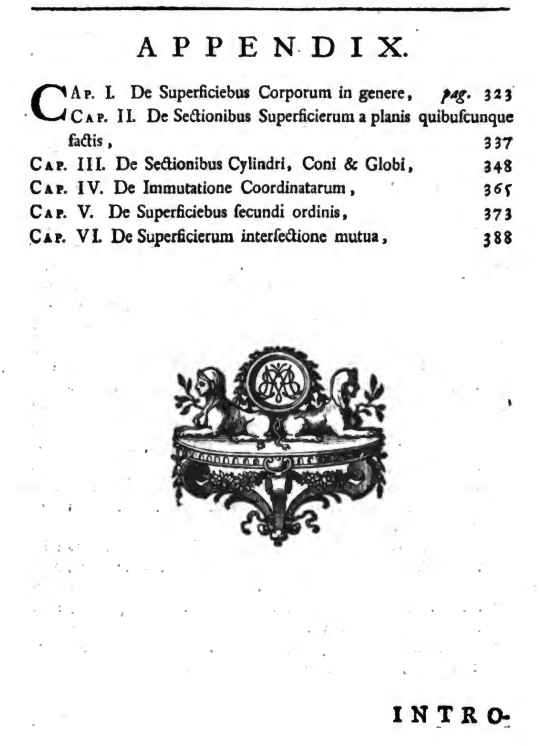 APPENDIX.
CAP. I. De Superficiebus Corporum in genere, pag. 323
CAP. II. De Sectionibus Superficierum a planis quibuſcunque
factis, 337
CAP. III. De Sectionibus Cylindri, Coni & Globi, 348
CAP. IV. De Immutatione Coordinatarum, 365
CAP. V. De Superficiebus ſecundi ordinis, 373
CAP. VI. De Superficierum interſectione mutua, 388
INTRO-